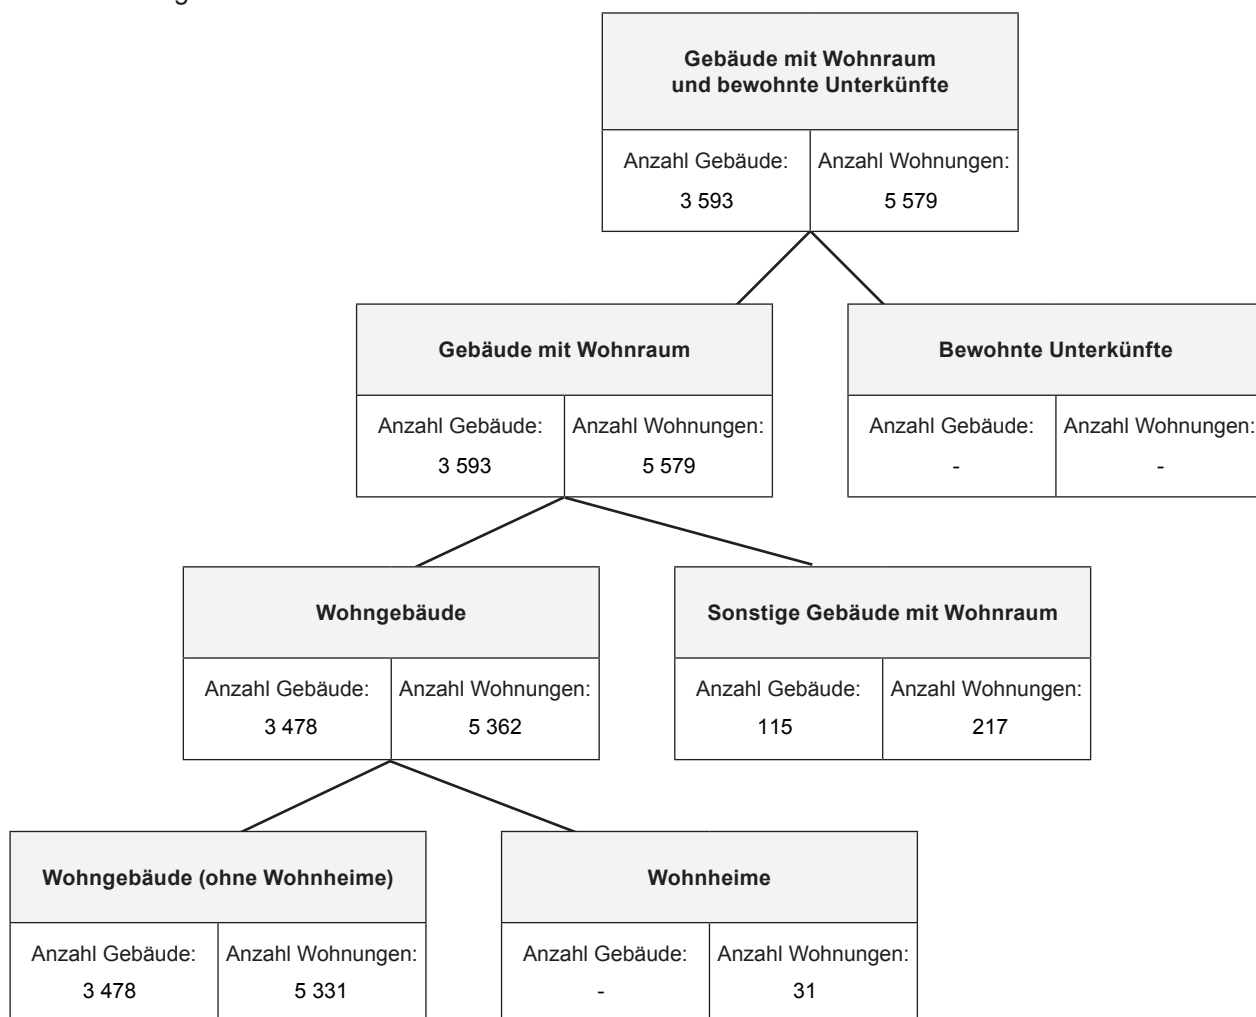 Gebäude mit Wohnraum
und bewohnte Unterkünfte
Anzahl Gebäude: Anzahl Wohnungen:
3 593 5 579
Gebäude mit Wohnraum
Anzahl Gebäude: Anzahl Wohnungen:
3 593 5 579
Bewohnte Unterkünfte
Anzahl Gebäude: Anzahl Wohnungen:
- -
Wohngebäude
Anzahl Gebäude: Anzahl Wohnungen:
3 478 5 362
Sonstige Gebäude mit Wohnraum
Anzahl Gebäude: Anzahl Wohnungen:
115 217
Wohngebäude (ohne Wohnheime)
Anzahl Gebäude: Anzahl Wohnungen:
3 478 5 331
Wohnheime
Anzahl Gebäude: Anzahl Wohnungen:
- 31